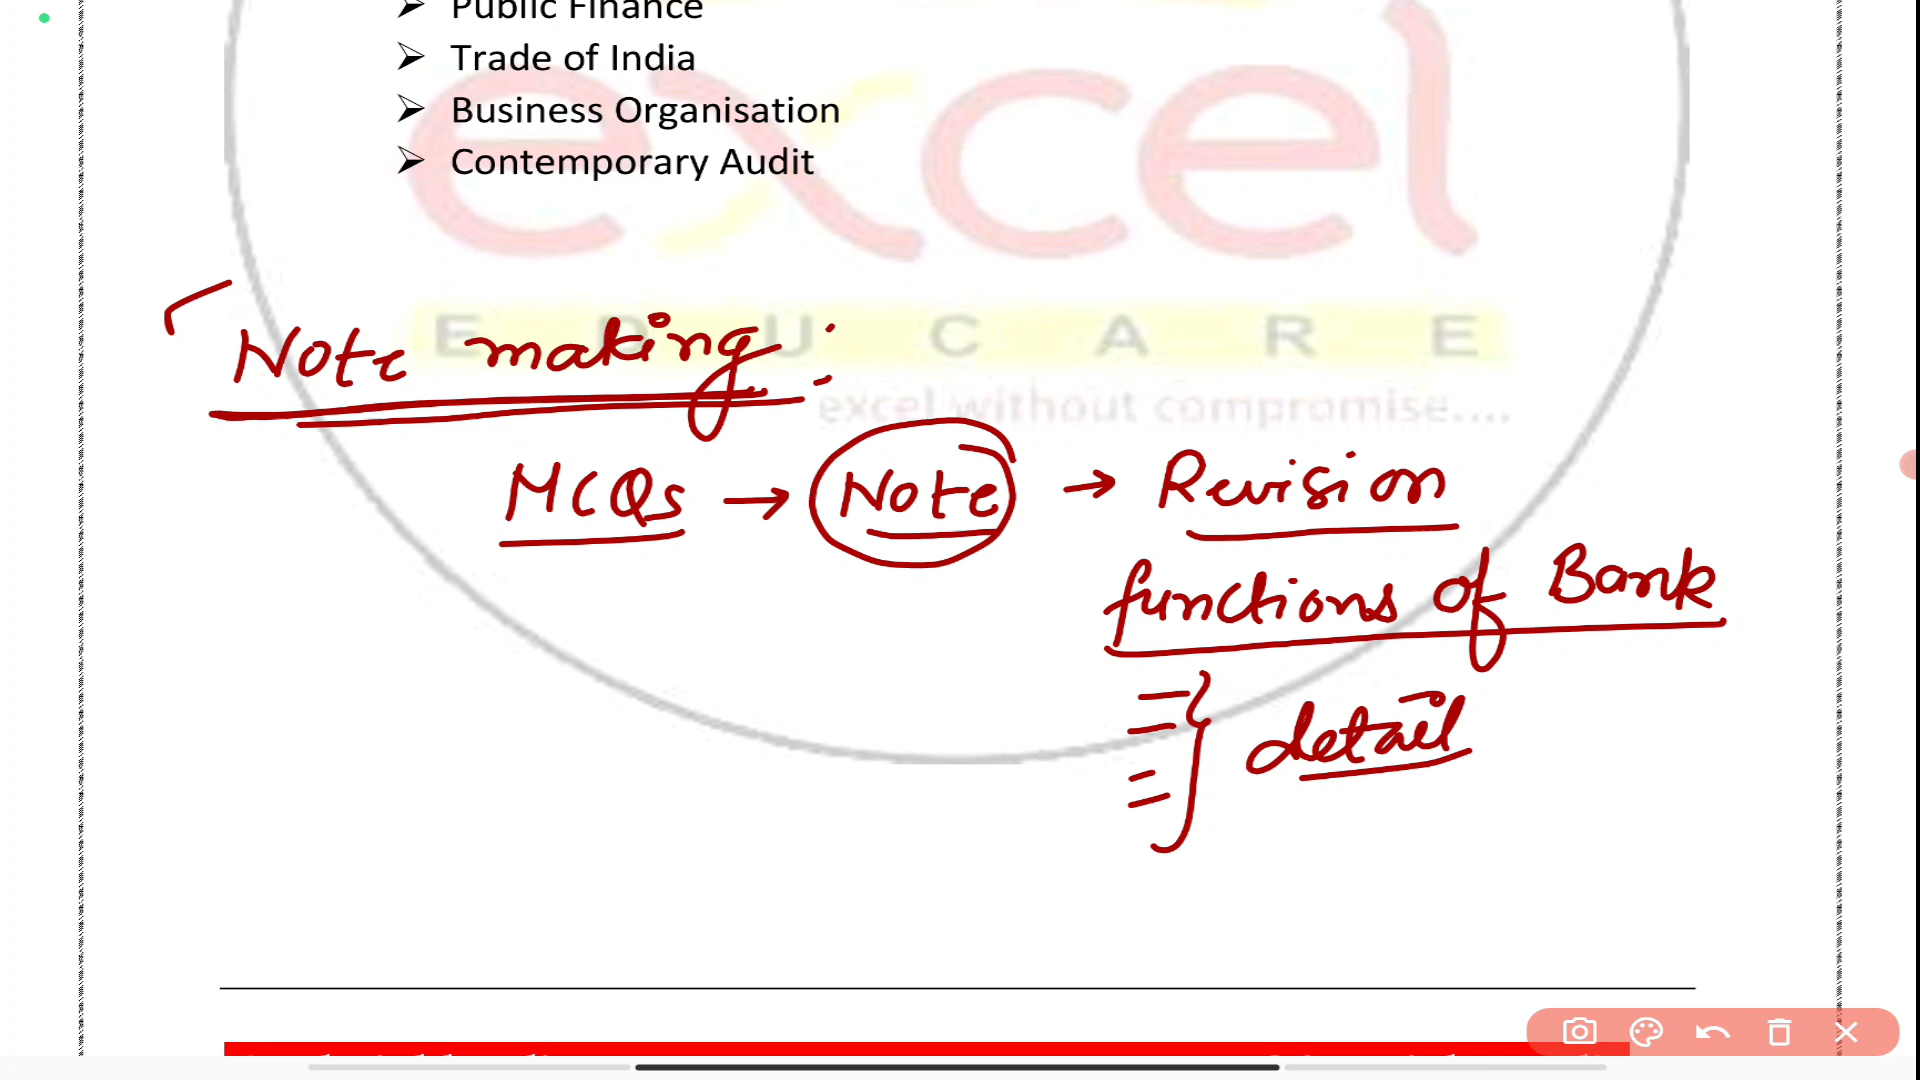 Public Finance
Trade of India
Business Organisation
Contemporary Audit
excel
EDUCARE
Note making :
excel without compromise....
MCQs → Note → Revision
functions of Bank
detail